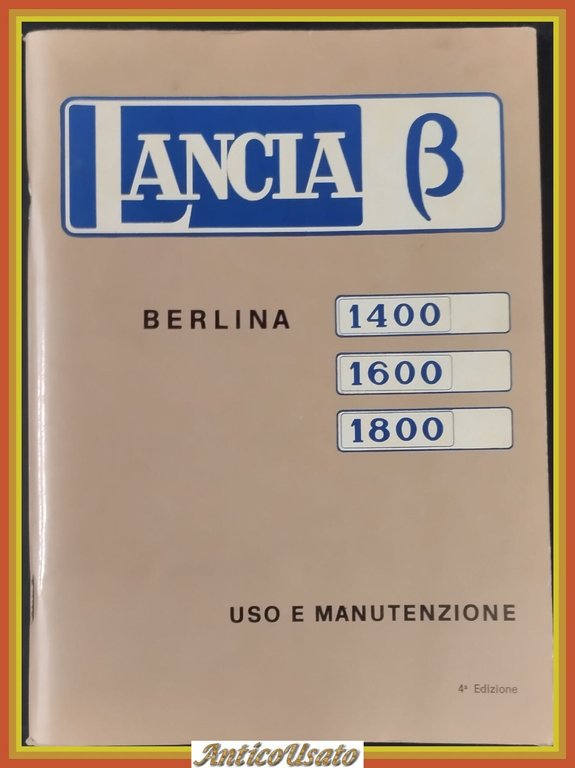 LANCIA β
BERLINA 1400
1600
1800
USO E MANUTENZIONE
4ª Edizione
AnticoUsato